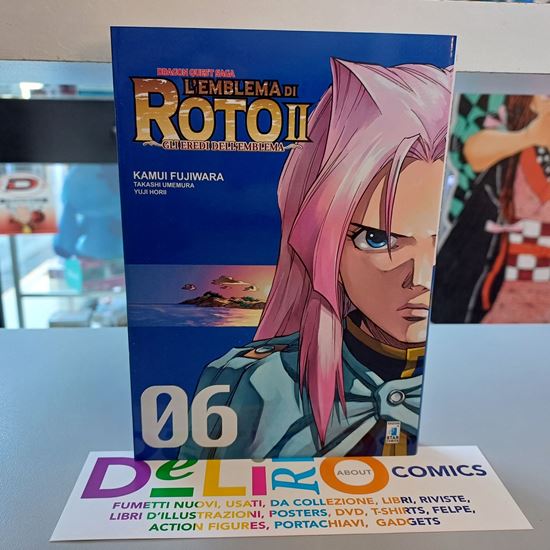 DRAGON QUEST SAGA
L'EMBLEMA DI
ROTO II
GLI EREDI DELL'EMBLEMA
KAMUI FUJIWARA
TAKASHI UMEMURA
YUJI HORII
06
STAR
COMICS
DeLiRiO ABOUT COMICS
FUMETTI NUOVI, USATI, DA COLLEZIONE, LIBRI, RIVISTE,
LIBRI D'ILLUSTRAZIONI, POSTERS, DVD, T-SHIRTS, FELPE,
ACTION FIGURES, PORTACHIAVI, GADGETS